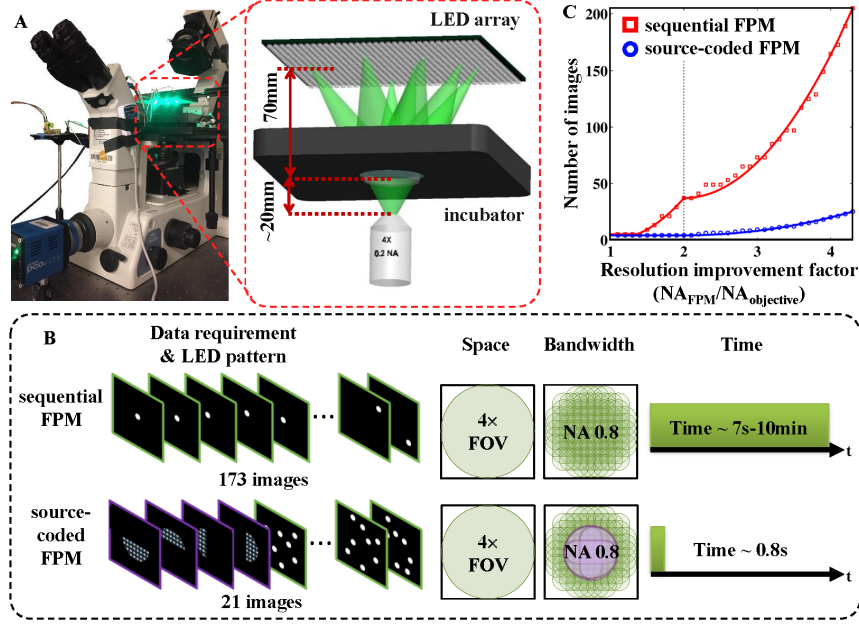 A
LED array
70mm
~20mm
incubator
4X
0.2 NA
C
sequential FPM
source-coded FPM
Number of images
200
150
100
50
0
1
2
3
4
Resolution improvement factor
(NAFPM/NAobjective)
B
Data requirement
& LED pattern
Space
Bandwidth
Time
sequential
FPM
...
173 images
4×
FOV
NA 0.8
Time ~ 7s-10min
t
source-
coded
FPM
...
21 images
4×
FOV
NA 0.8
Time ~ 0.8s
t